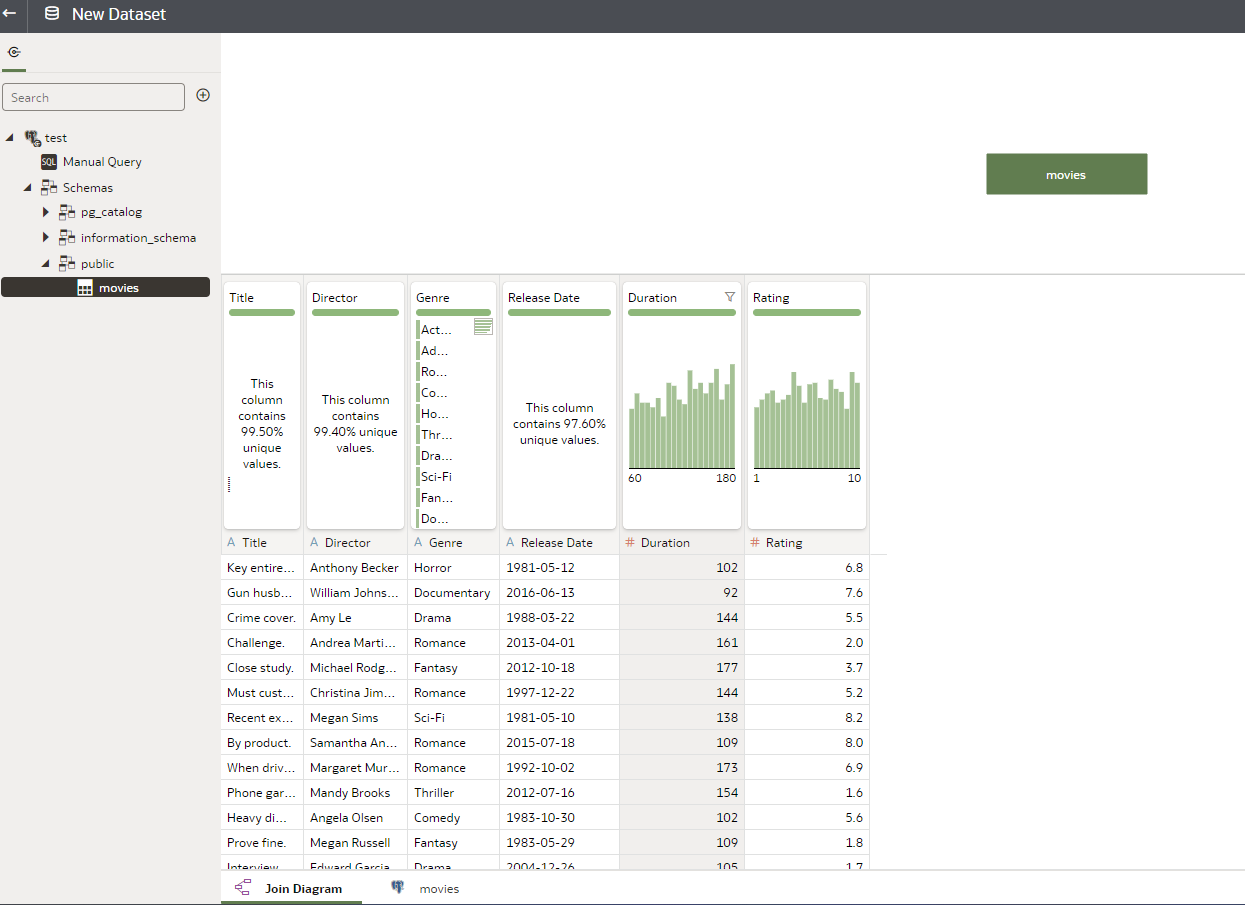 New Dataset
Search
test
SQL Manual Query
Schemas
pg_catalog
information_schema
public
movies
movies
Title Director Genre Release Date Duration Rating
This column contains 99.50% unique values.
This column contains 99.40% unique values.
Act...
Ad...
Ro...
Co...
Ho...
Thr...
Dra...
Sci-Fi
Fan...
Do...
This column contains 97.60% unique values.
60 180
1 10
A Title A Director A Genre A Release Date # Duration # Rating
Key entire... Anthony Becker Horror 1981-05-12 102 6.8
Gun husb... William Johns... Documentary 2016-06-13 92 7.6
Crime cover. Amy Le Drama 1988-03-22 144 5.5
Challenge. Andrea Marti... Romance 2013-04-01 161 2.0
Close study. Michael Rodg... Fantasy 2012-10-18 177 3.7
Must cust... Christina Jim... Romance 1997-12-22 144 5.2
Recent ex... Megan Sims Sci-Fi 1981-05-10 138 8.2
By product. Samantha An... Romance 2015-07-18 109 8.0
When driv... Margaret Mur... Romance 1992-10-02 173 6.9
Phone gar... Mandy Brooks Thriller 2012-07-16 154 1.6
Heavy di... Angela Olsen Comedy 1983-10-30 102 5.6
Prove fine. Megan Russell Fantasy 1983-05-29 109 1.8
Interview Edward Garcia Drama 2004-12-26 105 1.7
Join Diagram movies